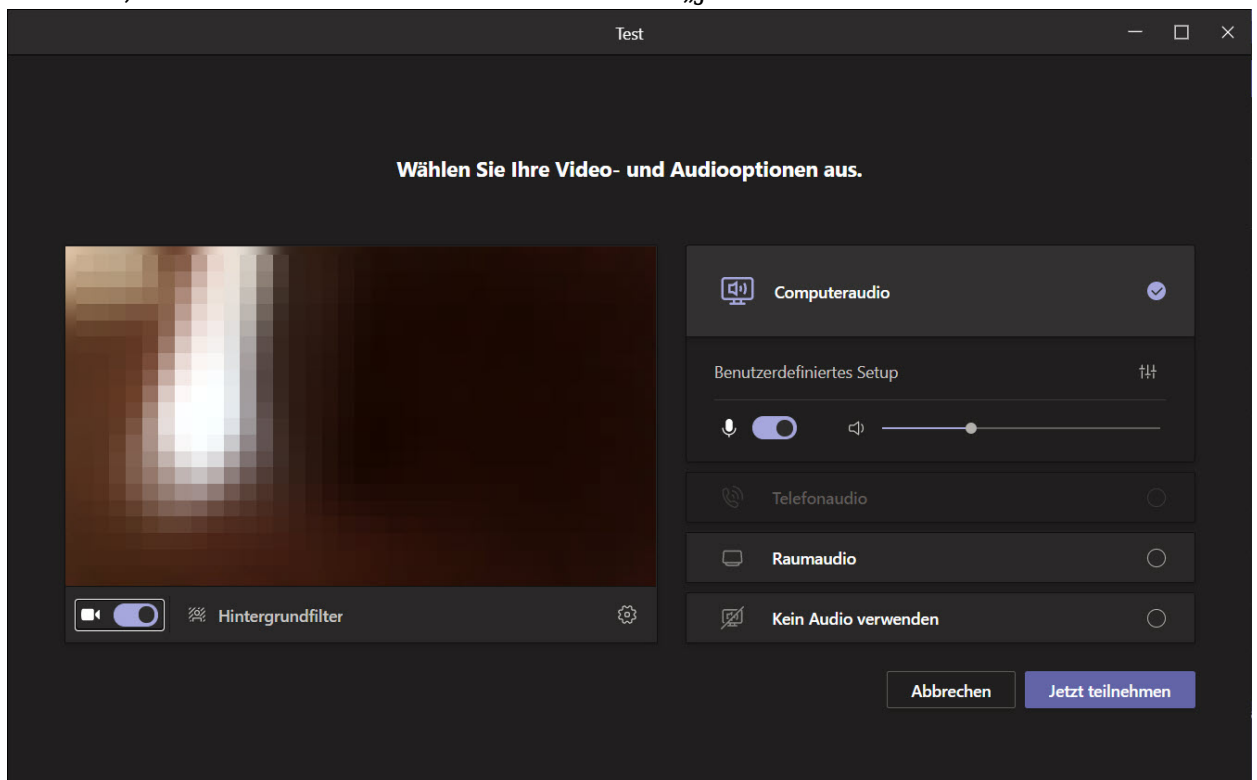 Test
Wählen Sie Ihre Video- und Audiooptionen aus.
Computeraudio
Benutzerdefiniertes Setup
Telefonaudio
Raumaudio
Hintergrundfilter
Kein Audio verwenden
Abbrechen
Jetzt teilnehmen